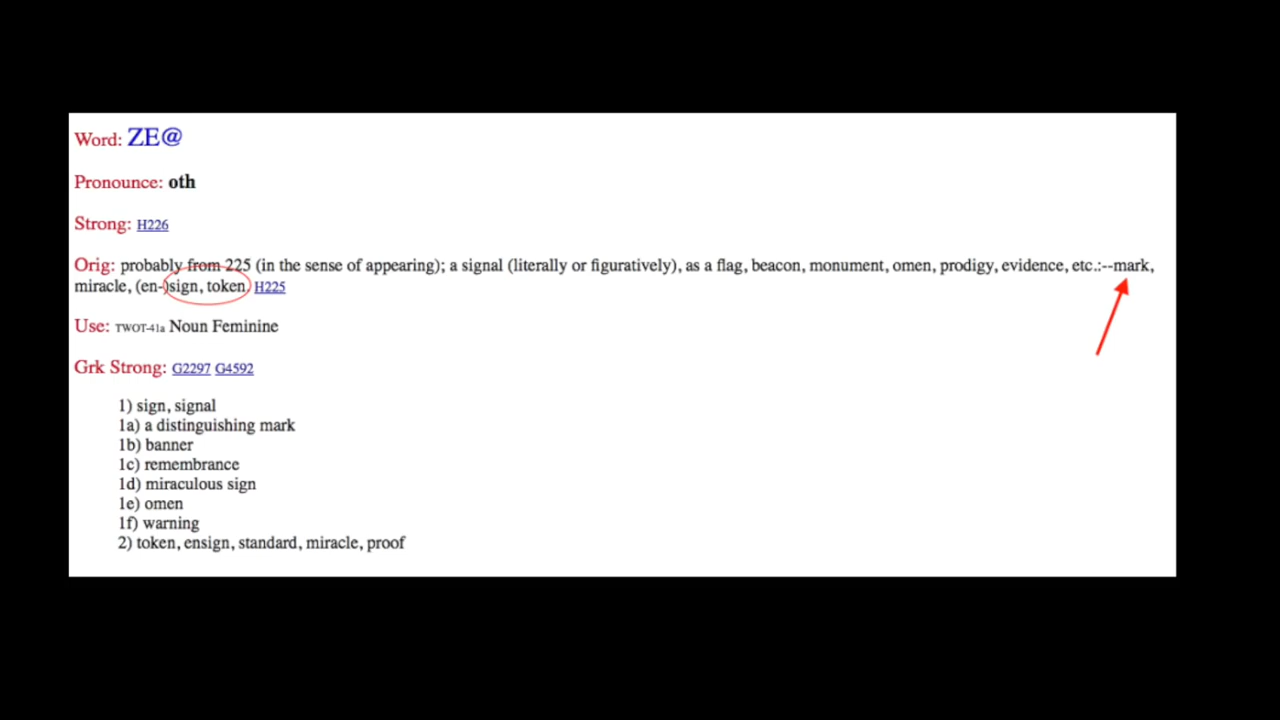 Word: ZE@
Pronounce: oth
Strong: H226
Orig: probably from 225 (in the sense of appearing); a signal (literally or figuratively), as a flag, beacon, monument, omen, prodigy, evidence, etc.:--mark,
miracle, (en-)sign, token. H225
Use: TWOT-41a Noun Feminine
Grk Strong: G2297 G4592
1) sign, signal
1a) a distinguishing mark
1b) banner
1c) remembrance
1d) miraculous sign
1e) omen
1f) warning
2) token, ensign, standard, miracle, proof